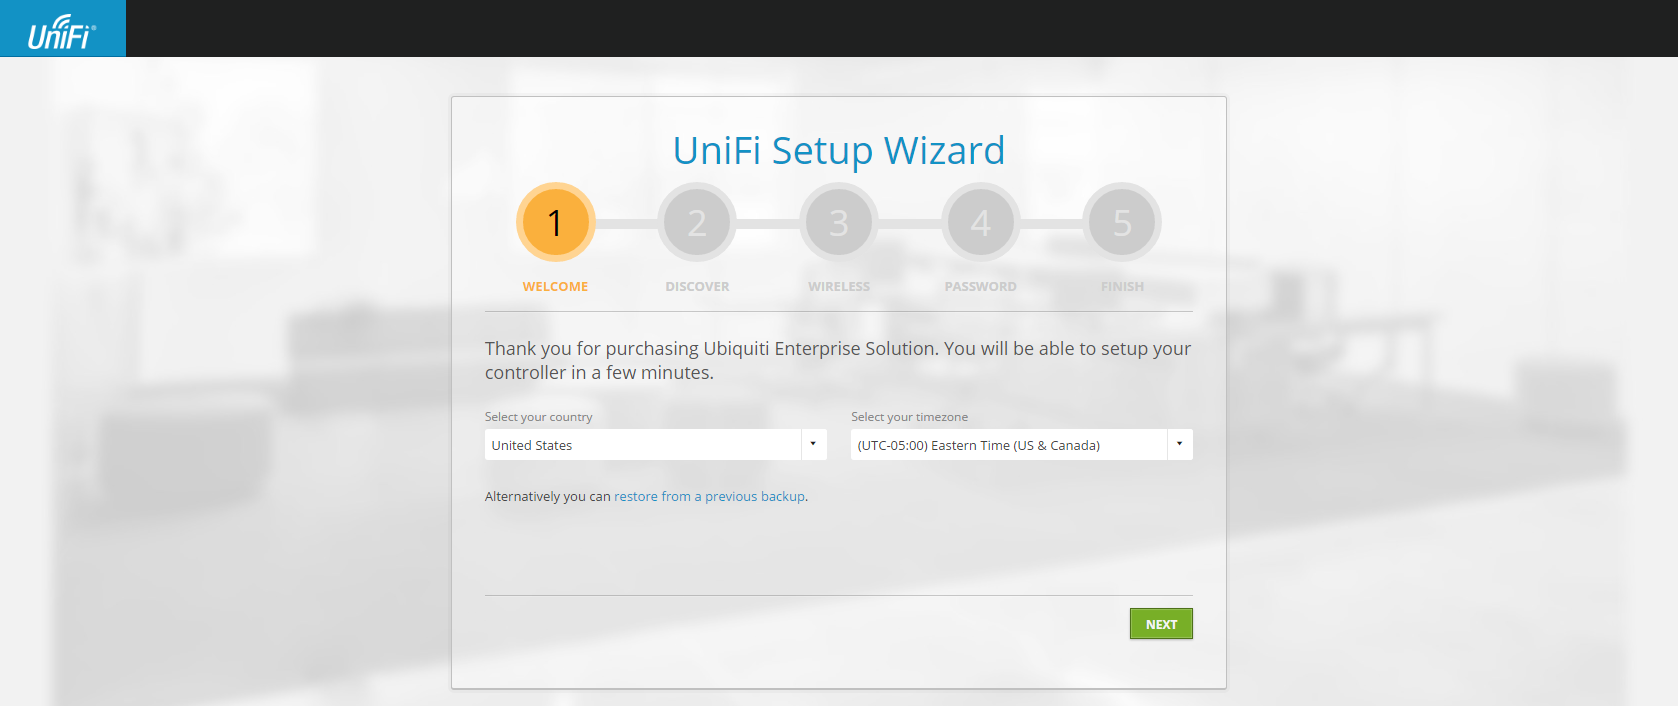 UniFi®
UniFi Setup Wizard
1 2 3 4 5
WELCOME DISCOVER WIRELESS PASSWORD FINISH
Thank you for purchasing Ubiquiti Enterprise Solution. You will be able to setup your
controller in a few minutes.
Select your country Select your timezone
United States (UTC-05:00) Eastern Time (US & Canada)
Alternatively you can restore from a previous backup.
NEXT